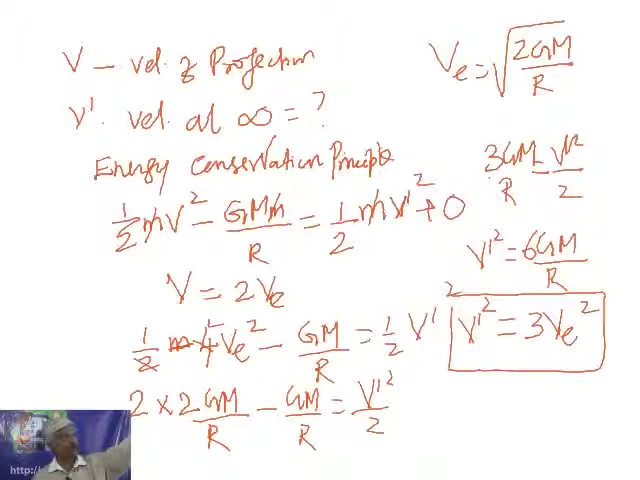 V – vel. of Projection
V' vel. at ∞ = ?
Energy Conservation Principle
1/2 mV² – GMm/R = 1/2 mV'² + 0
V = 2Ve
1/2 m 4Ve² – GM/R = 1/2 V'²
2 × 2GM/R – GM/R = V'²/2
Ve = √(2GM/R)
3GM/R = V'²/2
V'² = 6GM/R
V'² = 3Ve²
http:/